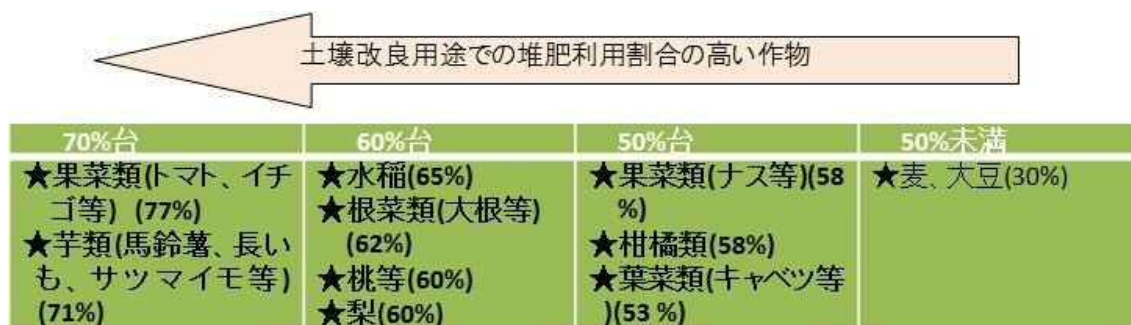 土壌改良用途での堆肥利用割合の高い作物
70%台
60%台
50%台
50%未満
★果菜類(トマト、イチ
ゴ等) (77%)
★芋類(馬鈴薯、長い
も、サツマイモ等)
(71%)
★水稲(65%)
★根菜類(大根等)
(62%)
★桃等(60%)
★梨(60%)
★果菜類(ナス等)(58
%)
★柑橘類(58%)
★葉菜類(キャベツ等
)(53 %)
★麦、大豆(30%)